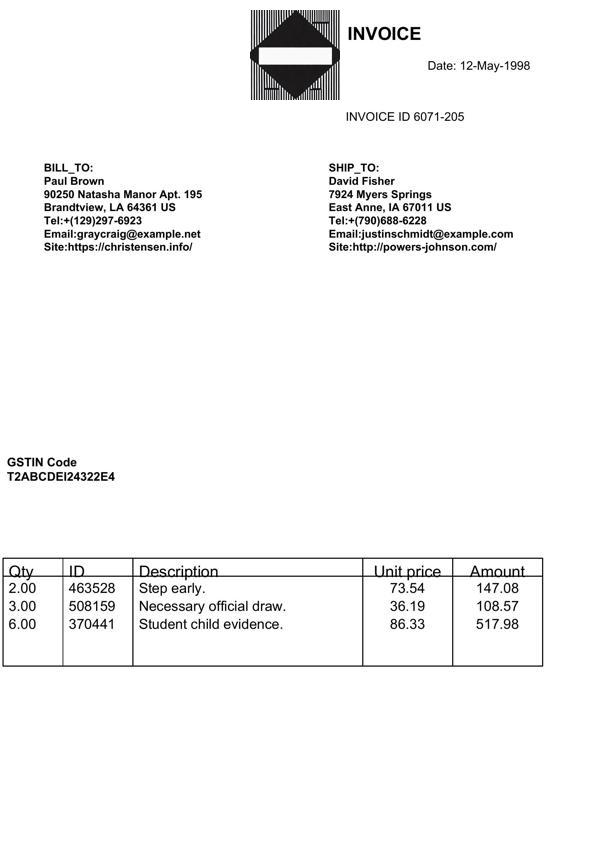 INVOICE
Date: 12-May-1998
INVOICE ID 6071-205
BILL_TO:
Paul Brown
90250 Natasha Manor Apt. 195
Brandtview, LA 64361 US
Tel:+(129)297-6923
Email:graycraig@example.net
Site:https://christensen.info/
SHIP_TO:
David Fisher
7924 Myers Springs
East Anne, IA 67011 US
Tel:+(790)688-6228
Email:justinschmidt@example.com
Site:http://powers-johnson.com/
GSTIN Code
T2ABCDEI24322E4
Qty ID Description Unit price Amount
2.00 463528 Step early. 73.54 147.08
3.00 508159 Necessary official draw. 36.19 108.57
6.00 370441 Student child evidence. 86.33 517.98